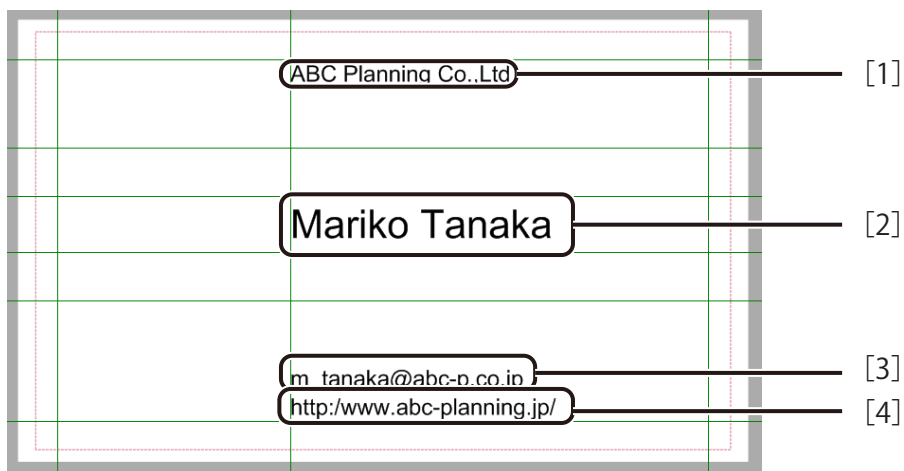 ABC Planning Co.,Ltd
[1]
Mariko Tanaka
[2]
m_tanaka@abc-p.co.jp
[3]
http:/www.abc-planning.jp/
[4]